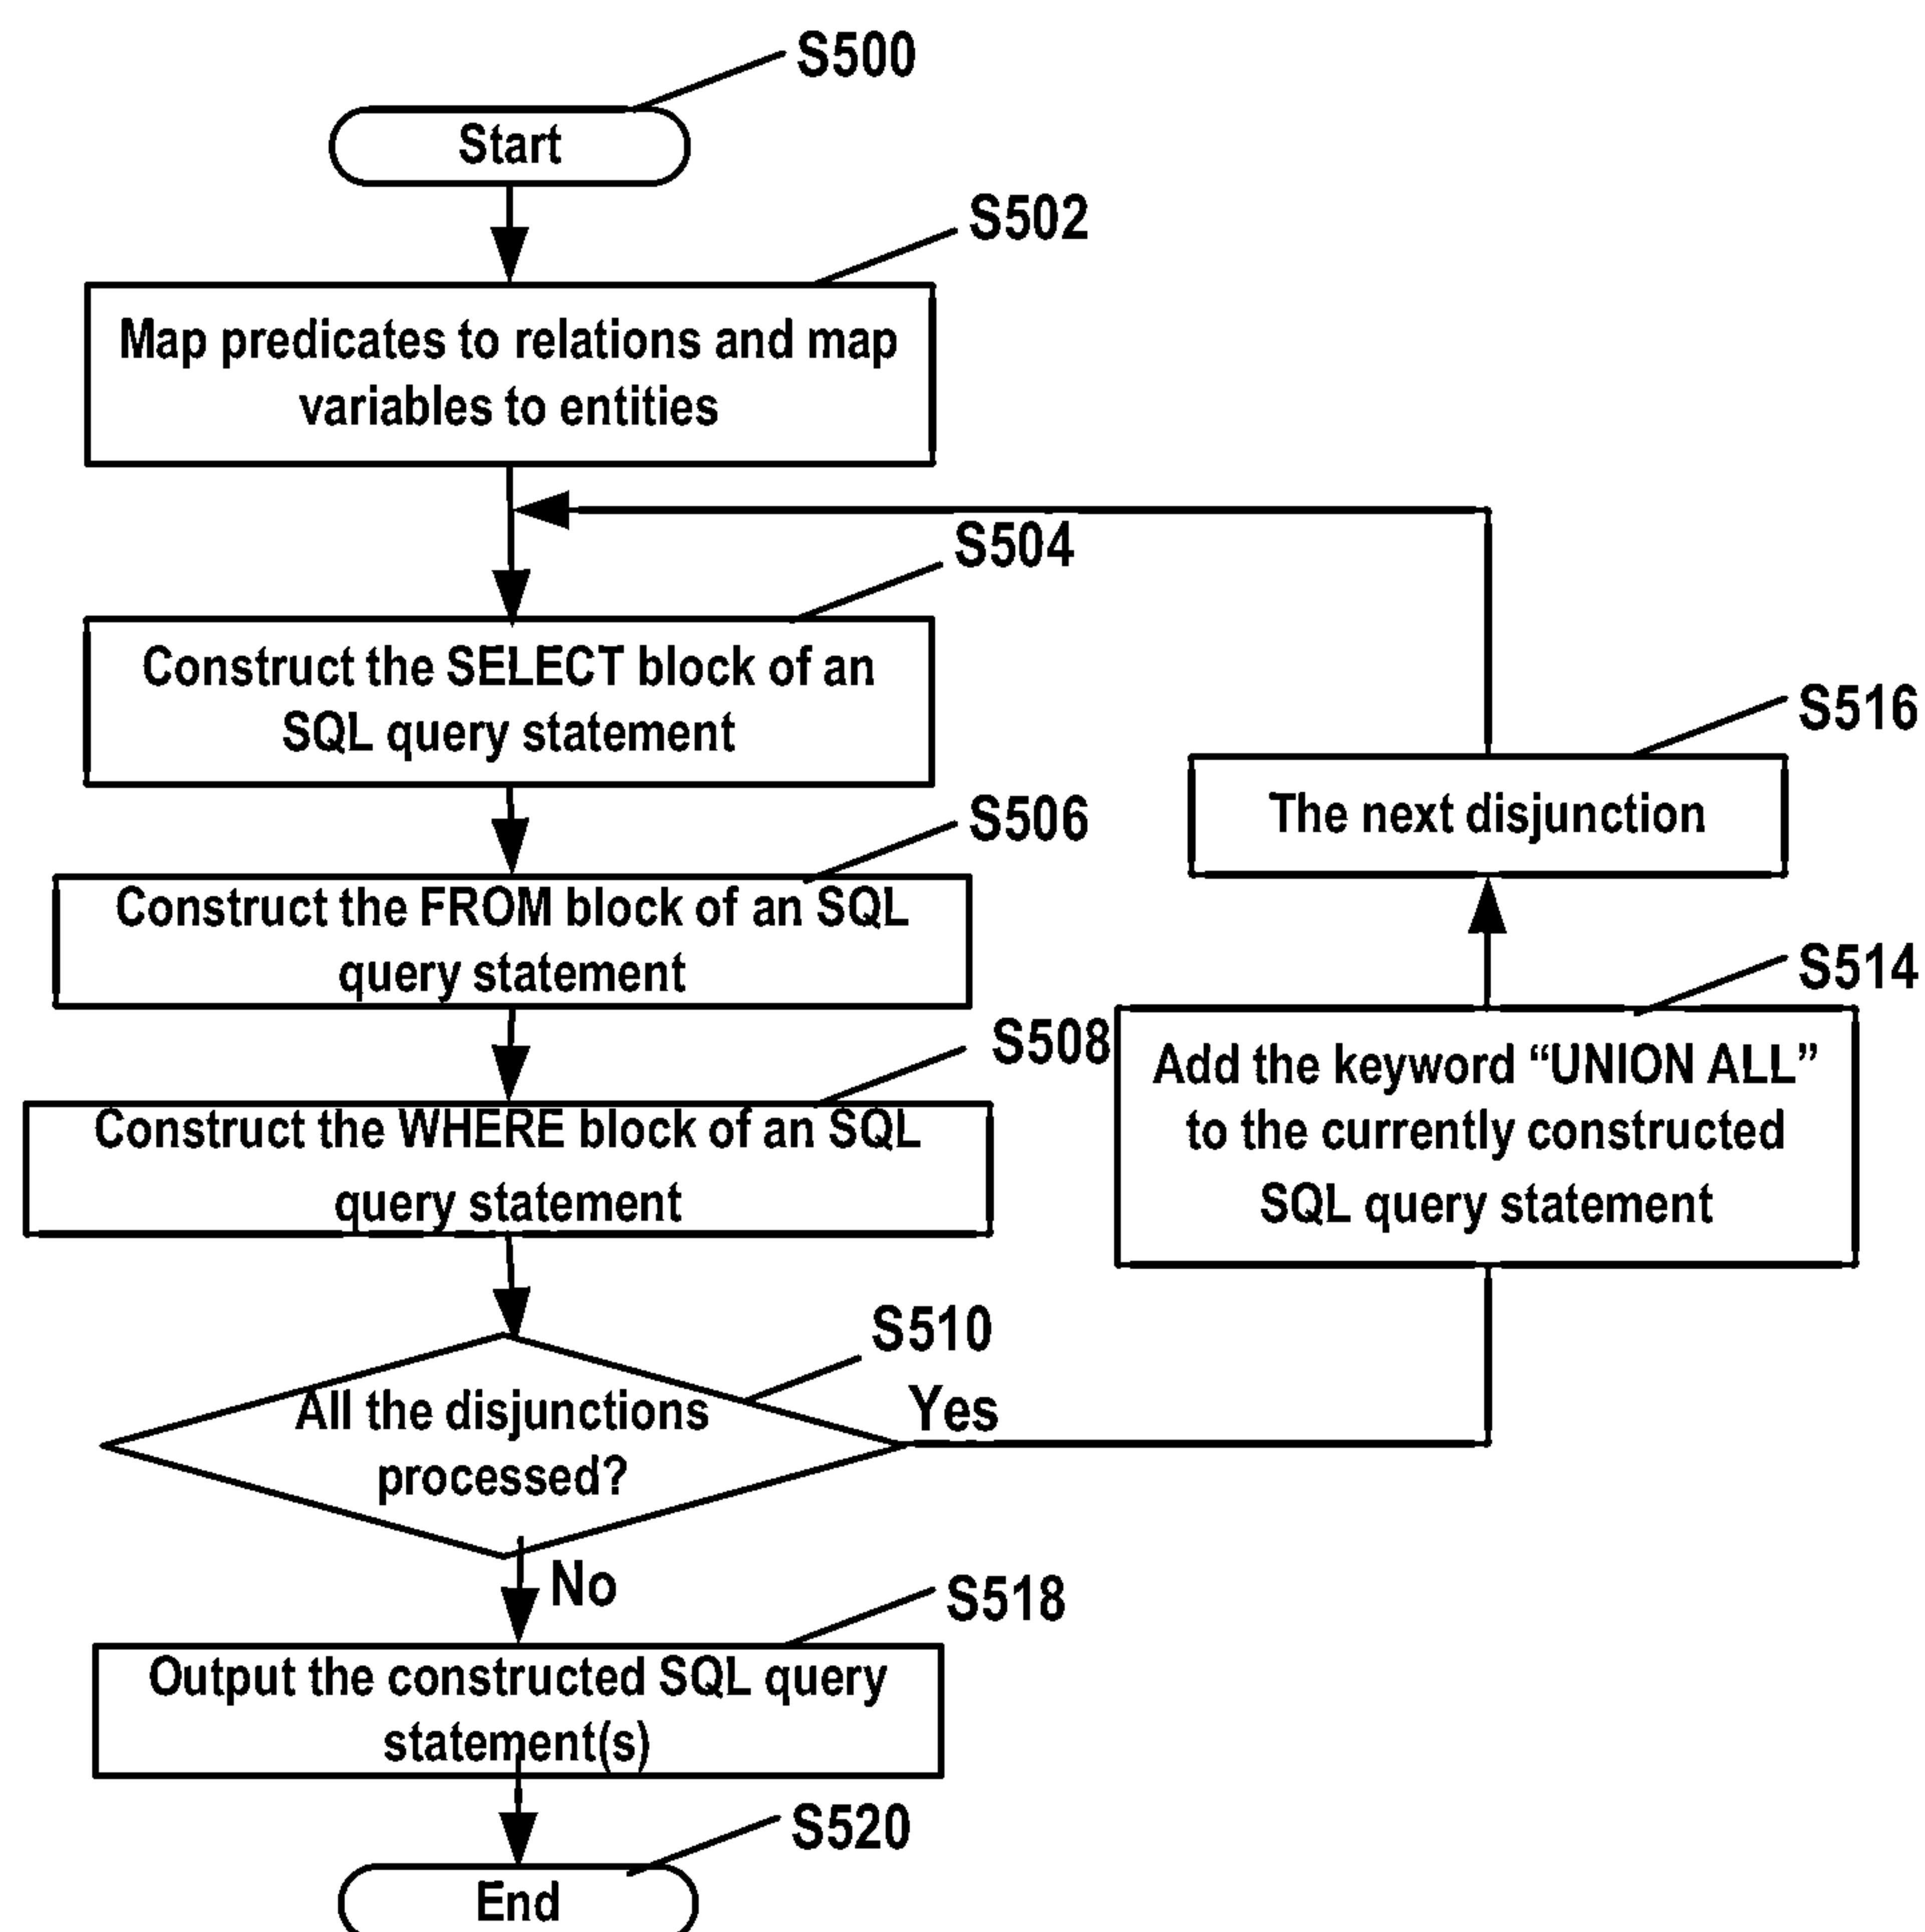 S500
Start
S502
Map predicates to relations and map
variables to entities
S504
Construct the SELECT block of an
SQL query statement
S506
Construct the FROM block of an SQL
query statement
S508
Construct the WHERE block of an SQL
query statement
S510
All the disjunctions
processed?
Yes
S514
Add the keyword “UNION ALL”
to the currently constructed
SQL query statement
S516
The next disjunction
No
S518
Output the constructed SQL query
statement(s)
S520
End